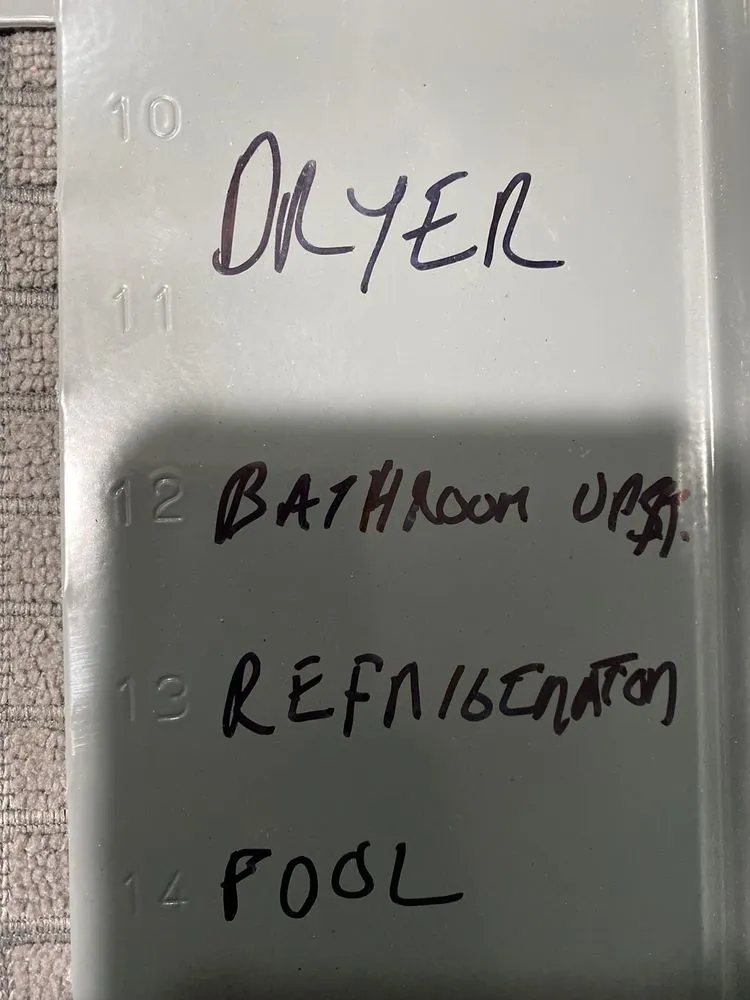 10
DRYER
11
12 BATHROOM UPST.
13 REFRIGERATOR
14 POOL